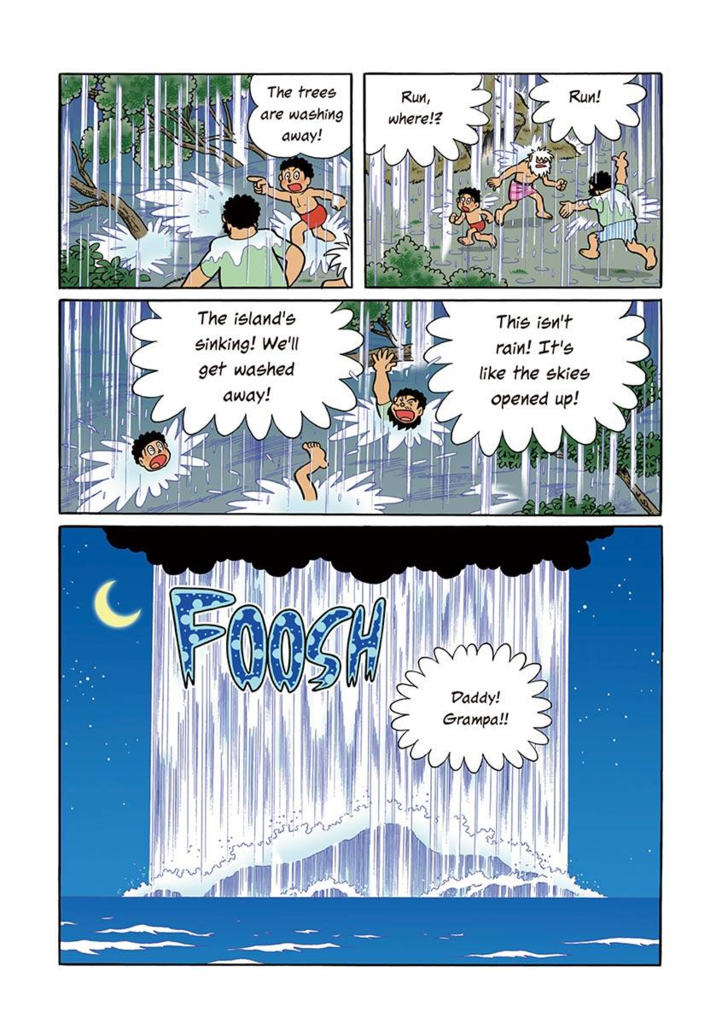 The trees
are washing
away!
Run,
where!?
Run!
The island's
sinking! We'll
get washed
away!
This isn't
rain! It's
like the skies
opened up!
FOOSH
Daddy!
Grampa!!